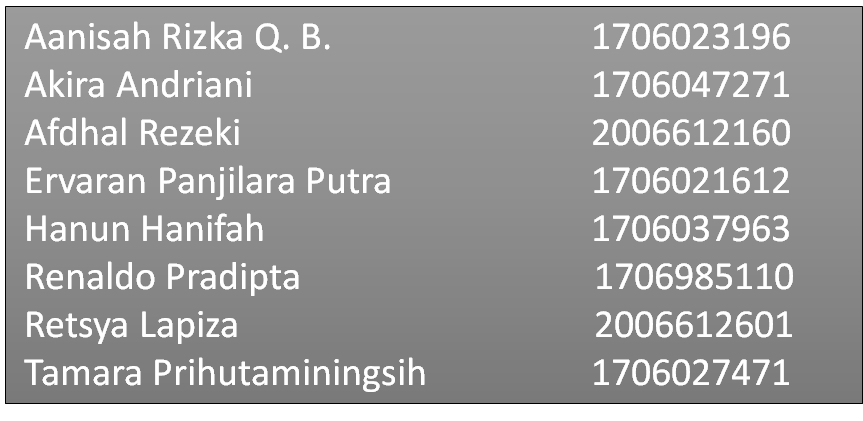 Aanisah Rizka Q. B. 1706023196
Akira Andriani 1706047271
Afdhal Rezeki 2006612160
Ervaran Panjilara Putra 1706021612
Hanun Hanifah 1706037963
Renaldo Pradipta 1706985110
Retsya Lapiza 2006612601
Tamara Prihutaminingsih 1706027471